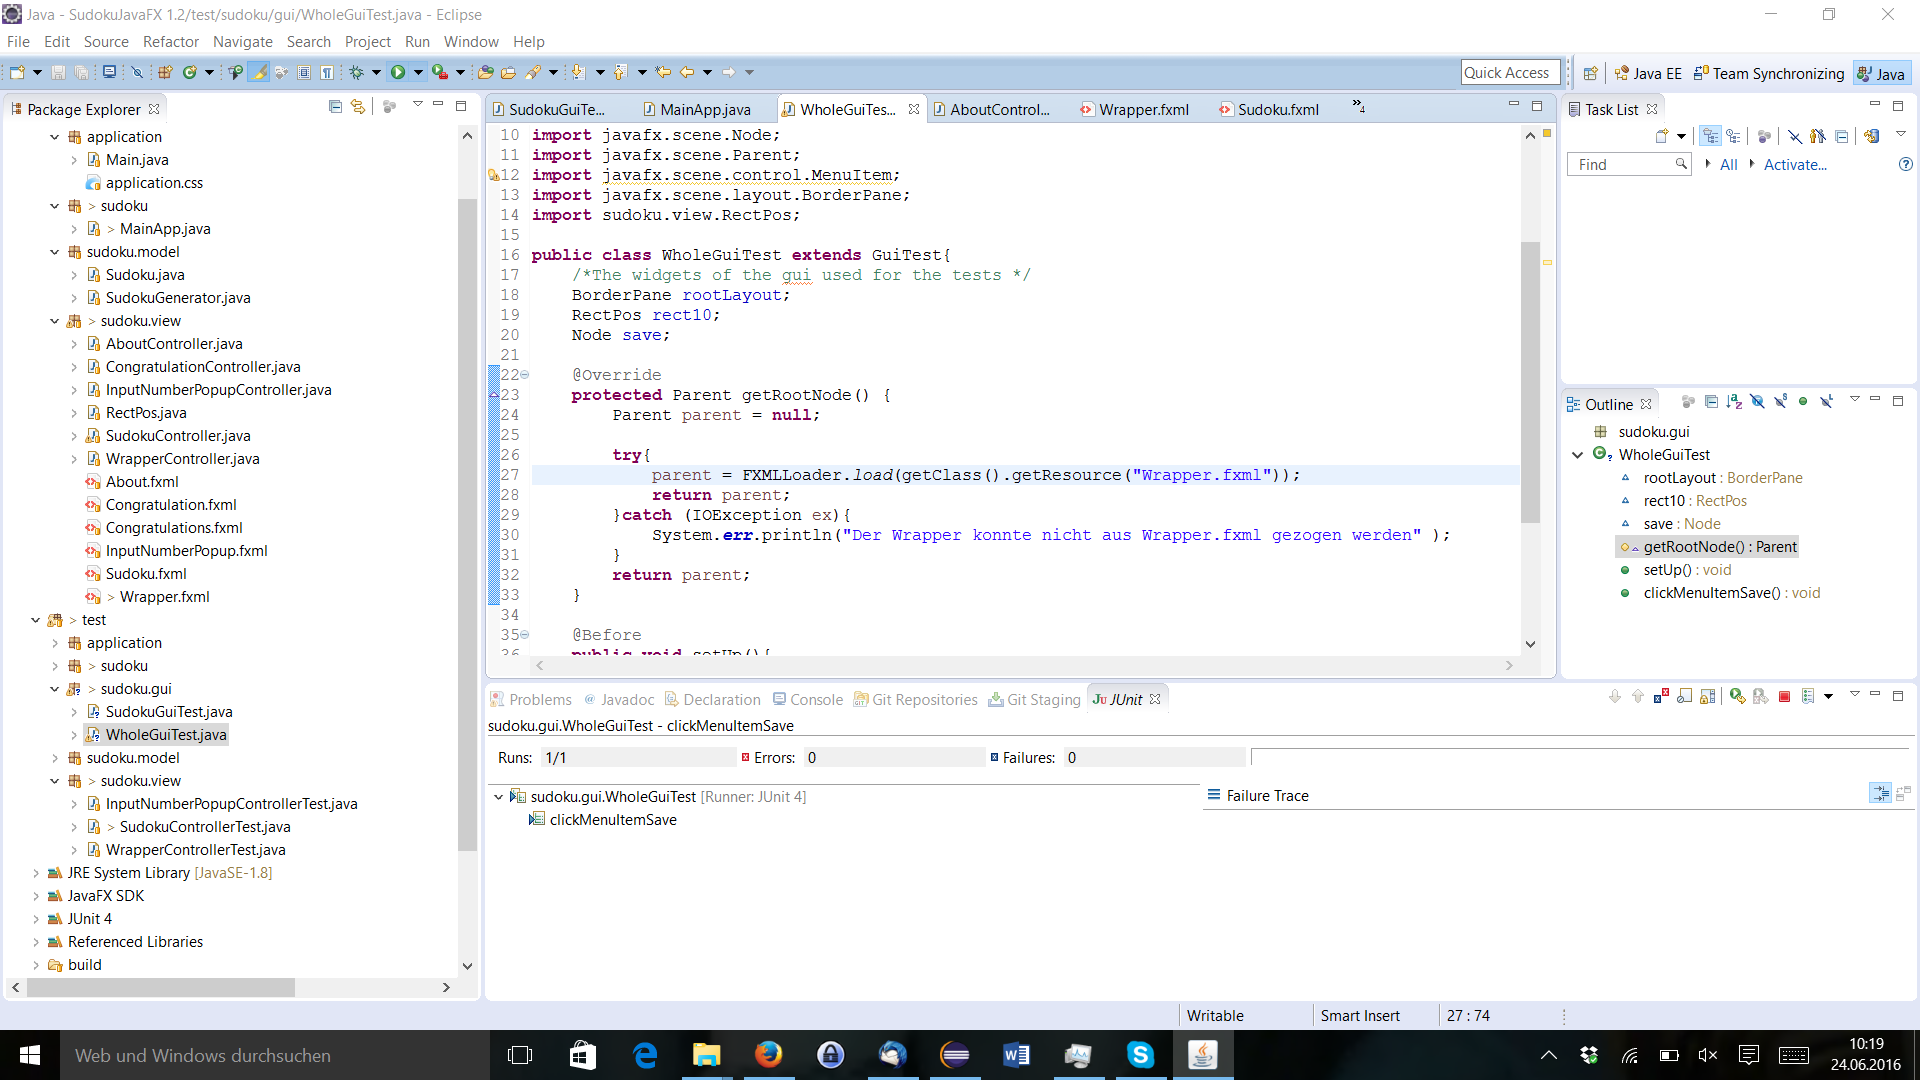 Java - SudokuJavaFX 1.2/test/sudoku/gui/WholeGuiTest.java - Eclipse
File Edit Source Refactor Navigate Search Project Run Window Help
Quick Access
Java EE
Team Synchronizing
Java
Package Explorer
application
Main.java
application.css
> sudoku
> MainApp.java
sudoku.model
Sudoku.java
SudokuGenerator.java
> sudoku.view
AboutController.java
CongratulationController.java
InputNumberPopupController.java
RectPos.java
SudokuController.java
WrapperController.java
About.fxml
Congratulation.fxml
Congratulations.fxml
InputNumberPopup.fxml
Sudoku.fxml
> Wrapper.fxml
> test
application
> sudoku
> sudoku.gui
SudokuGuiTest.java
WholeGuiTest.java
sudoku.model
> sudoku.view
InputNumberPopupControllerTest.java
> SudokuControllerTest.java
WrapperControllerTest.java
JRE System Library [JavaSE-1.8]
JavaFX SDK
JUnit 4
Referenced Libraries
build
SudokuGuiTe...
MainApp.java
WholeGuiTes...
AboutControl...
Wrapper.fxml
Sudoku.fxml
»4
10 import javafx.scene.Node;
11 import javafx.scene.Parent;
12 import javafx.scene.control.MenuItem;
13 import javafx.scene.layout.BorderPane;
14 import sudoku.view.RectPos;
15
16 public class WholeGuiTest extends GuiTest{
17 /*The widgets of the gui used for the tests */
18 BorderPane rootLayout;
19 RectPos rect10;
20 Node save;
21
22 @Override
23 protected Parent getRootNode() {
24 Parent parent = null;
25
26 try{
27 parent = FXMLLoader.load(getClass().getResource("Wrapper.fxml"));
28 return parent;
29 }catch (IOException ex){
30 System.err.println("Der Wrapper konnte nicht aus Wrapper.fxml gezogen werden" );
31 }
32 return parent;
33 }
34
35 @Before
36 public void setUp(){
Task List
Find
All
Activate...
Outline
sudoku.gui
WholeGuiTest
rootLayout : BorderPane
rect10 : RectPos
save : Node
getRootNode() : Parent
setUp() : void
clickMenuItemSave() : void
Problems
@ Javadoc
Declaration
Console
Git Repositories
Git Staging
JUnit
sudoku.gui.WholeGuiTest - clickMenuItemSave
Runs: 1/1
Errors: 0
Failures: 0
sudoku.gui.WholeGuiTest [Runner: JUnit 4]
clickMenuItemSave
Failure Trace
Writable
Smart Insert
27 : 74
Web und Windows durchsuchen
10:19
24.06.2016